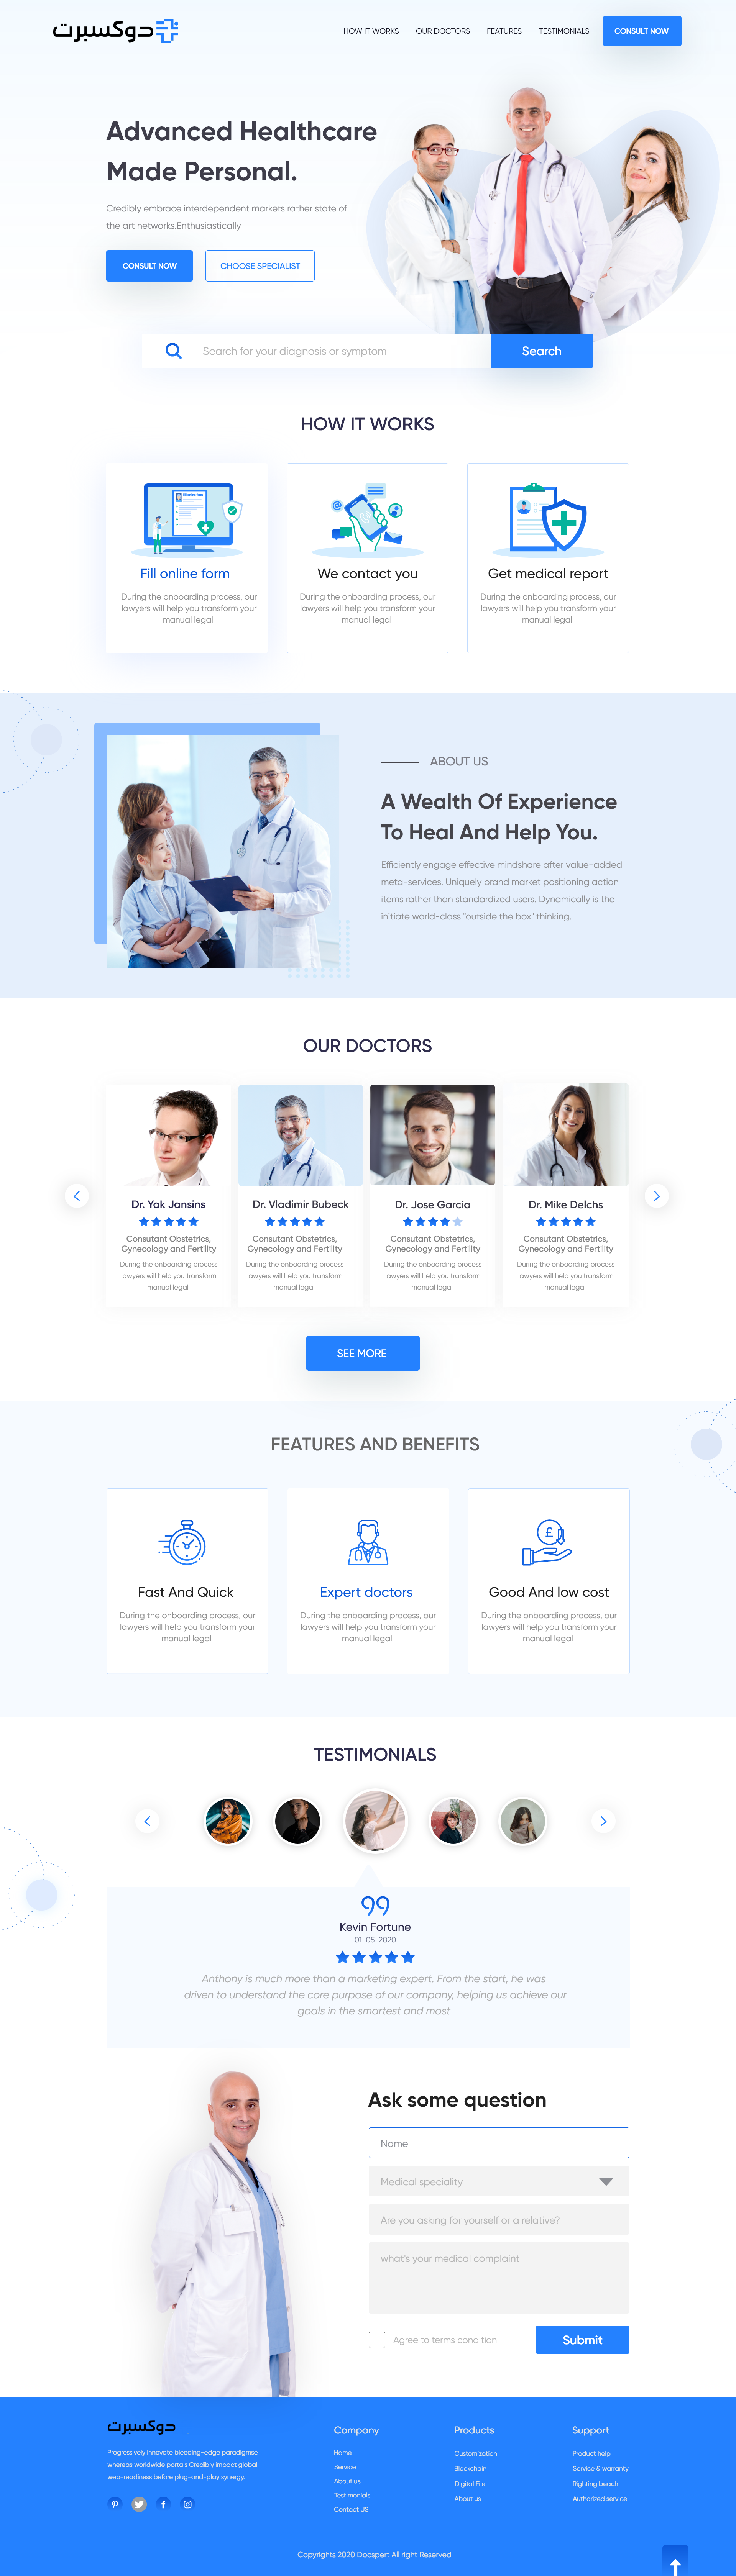 دوكسبرت
HOW IT WORKS
OUR DOCTORS
FEATURES
TESTIMONIALS
CONSULT NOW
Advanced Healthcare
Made Personal.
Credibly embrace interdependent markets rather state of
the art networks.Enthusiastically
CONSULT NOW
CHOOSE SPECIALIST
Search for your diagnosis or symptom
Search
HOW IT WORKS
Fill online form
During the onboarding process, our
lawyers will help you transform your
manual legal
We contact you
During the onboarding process, our
lawyers will help you transform your
manual legal
Get medical report
During the onboarding process, our
lawyers will help you transform your
manual legal
ABOUT US
A Wealth Of Experience
To Heal And Help You.
Efficiently engage effective mindshare after value-added
meta-services. Uniquely brand market positioning action
items rather than standardized users. Dynamically is the
initiate world-class "outside the box" thinking.
OUR DOCTORS
Dr. Yak Jansins
Consutant Obstetrics,
Gynecology and Fertility
During the onboarding process
lawyers will help you transform
manual legal
Dr. Vladimir Bubeck
Consutant Obstetrics,
Gynecology and Fertility
During the onboarding process
lawyers will help you transform
manual legal
Dr. Jose Garcia
Consutant Obstetrics,
Gynecology and Fertility
During the onboarding process
lawyers will help you transform
manual legal
Dr. Mike Delchs
Consutant Obstetrics,
Gynecology and Fertility
During the onboarding process
lawyers will help you transform
manual legal
SEE MORE
FEATURES AND BENEFITS
Fast And Quick
During the onboarding process, our
lawyers will help you transform your
manual legal
Expert doctors
During the onboarding process, our
lawyers will help you transform your
manual legal
£
Good And low cost
During the onboarding process, our
lawyers will help you transform your
manual legal
TESTIMONIALS
Kevin Fortune
01-05-2020
Anthony is much more than a marketing expert. From the start, he was
driven to understand the core purpose of our company, helping us achieve our
goals in the smartest and most
Ask some question
Name
Medical speciality
Are you asking for yourself or a relative?
what's your medical complaint
Agree to terms condition
Submit
دوكسبرت
Progressively innovate bleeding-edge paradigmse
whereas worldwide portals Credibly impact global
web-readiness before plug-and-play synergy.
Company
Home
Service
About us
Testimonials
Contact US
Products
Customization
Blockchain
Digital File
About us
Support
Product help
Service & warranty
Righting beach
Authorized service
Copyrights 2020 Docspert All right Reserved